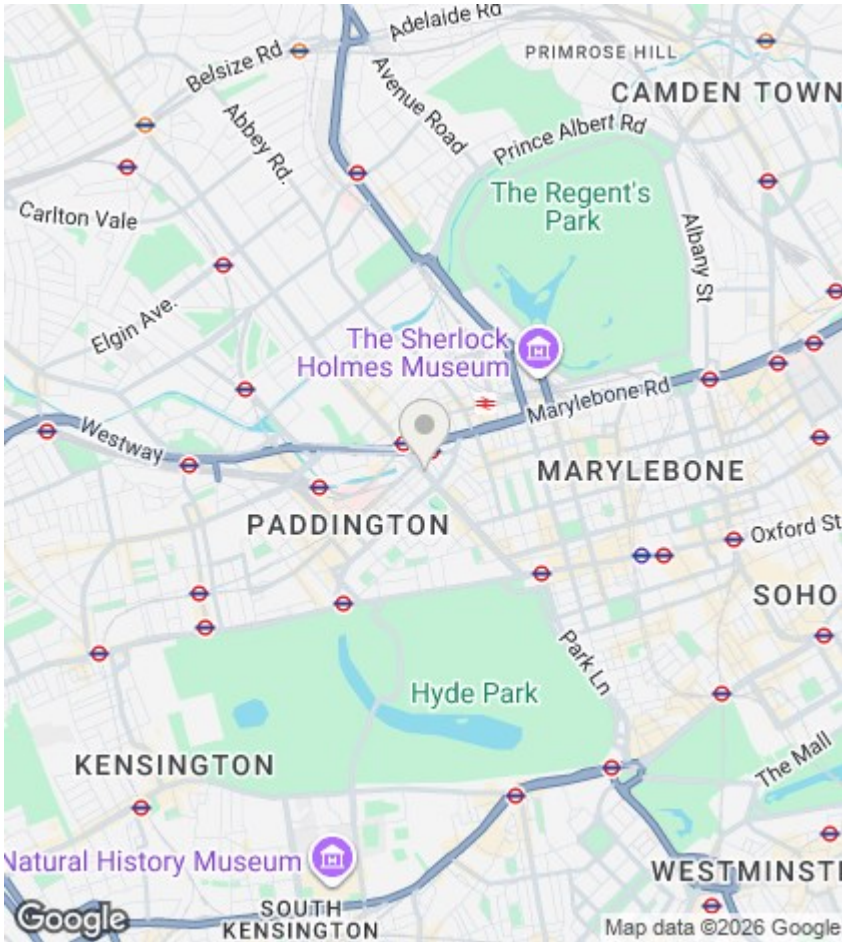 Adelaide Rd
PRIMROSE HILL
Belsize Rd
Avenue Road
CAMDEN TOWN
Abbey Rd.
Prince Albert Rd
Carlton Vale
The Regent's
Park
Albany St
Elgin Ave.
The Sherlock
Holmes Museum
Marylebone Rd
Westway
MARYLEBONE
PADDINGTON
Oxford St
SOHO
Park Ln
Hyde Park
KENSINGTON
The Mall
Natural History Museum
WESTMINST
SOUTH
KENSINGTON
Google
Map data ©2026 Google